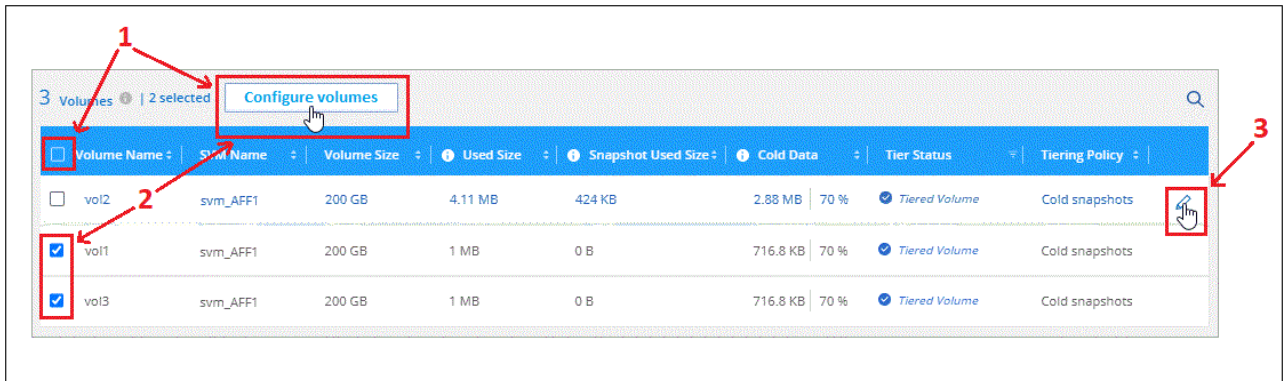 1
3 Volumes | 2 selected Configure volumes
3
Volume Name SVM Name Volume Size Used Size Snapshot Used Size Cold Data Tier Status Tiering Policy
2
vol2 svm_AFF1 200 GB 4.11 MB 424 KB 2.88 MB 70 % Tiered Volume Cold snapshots
vol1 svm_AFF1 200 GB 1 MB 0 B 716.8 KB 70 % Tiered Volume Cold snapshots
vol3 svm_AFF1 200 GB 1 MB 0 B 716.8 KB 70 % Tiered Volume Cold snapshots